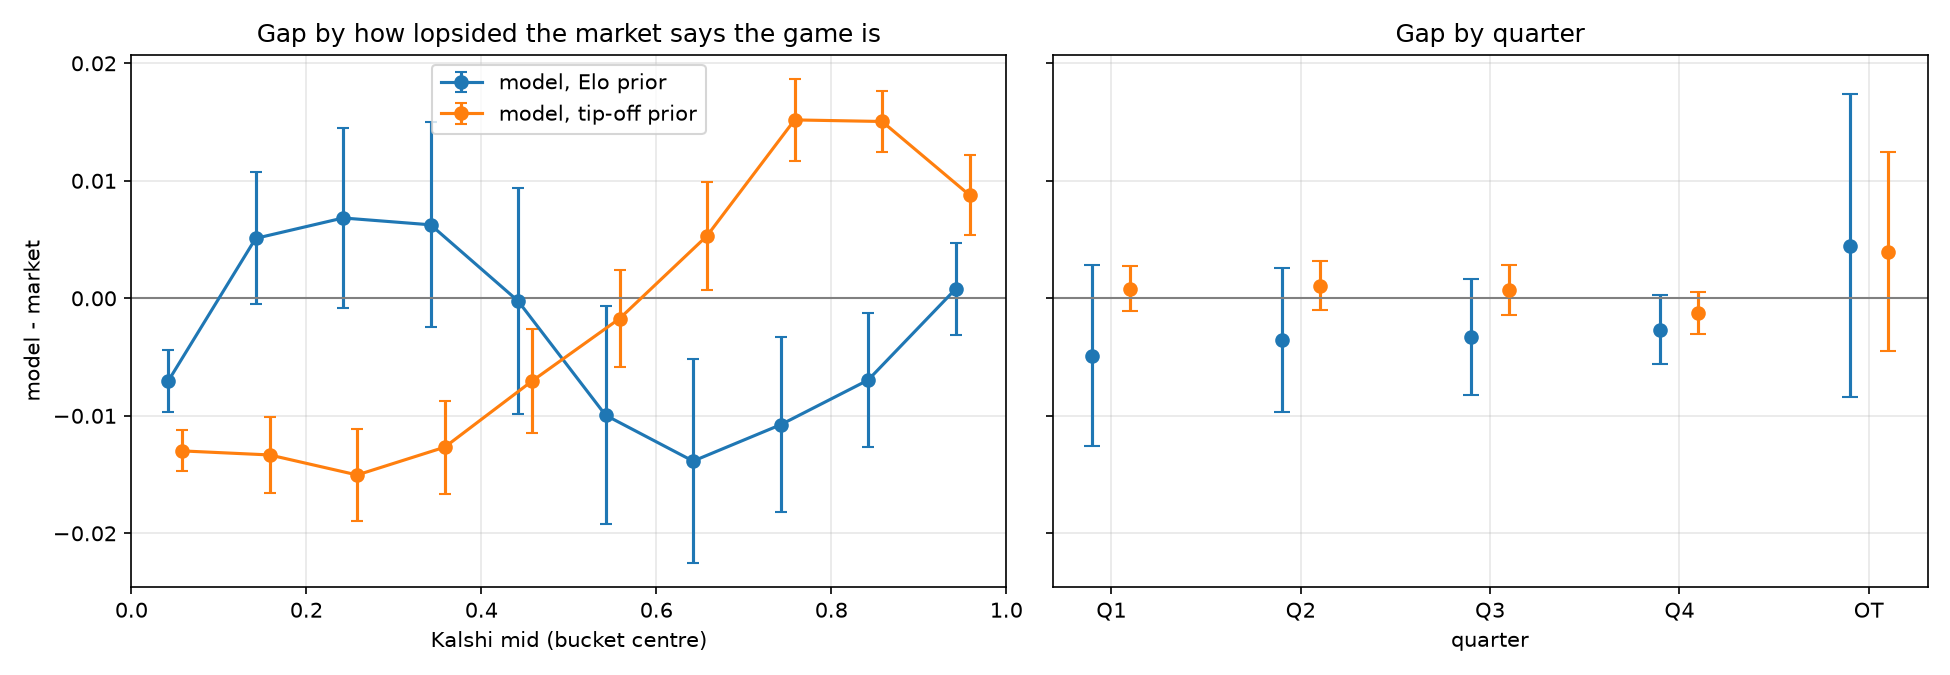 Gap by how lopsided the market says the game is
model, Elo prior
model, tip-off prior
0.02
0.01
0.00
−0.01
−0.02
model - market
0.0 0.2 0.4 0.6 0.8 1.0
Kalshi mid (bucket centre)
Gap by quarter
Q1 Q2 Q3 Q4 OT
quarter